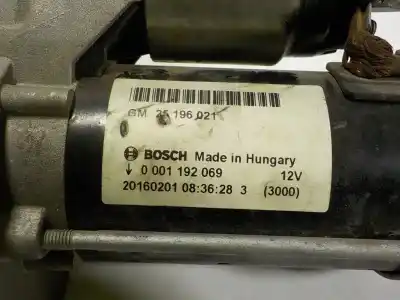 GM 25 196 021
BOSCH Made in Hungary
↓ 0 001 192 069 12V
20160201 08:36:28 3 (3000)